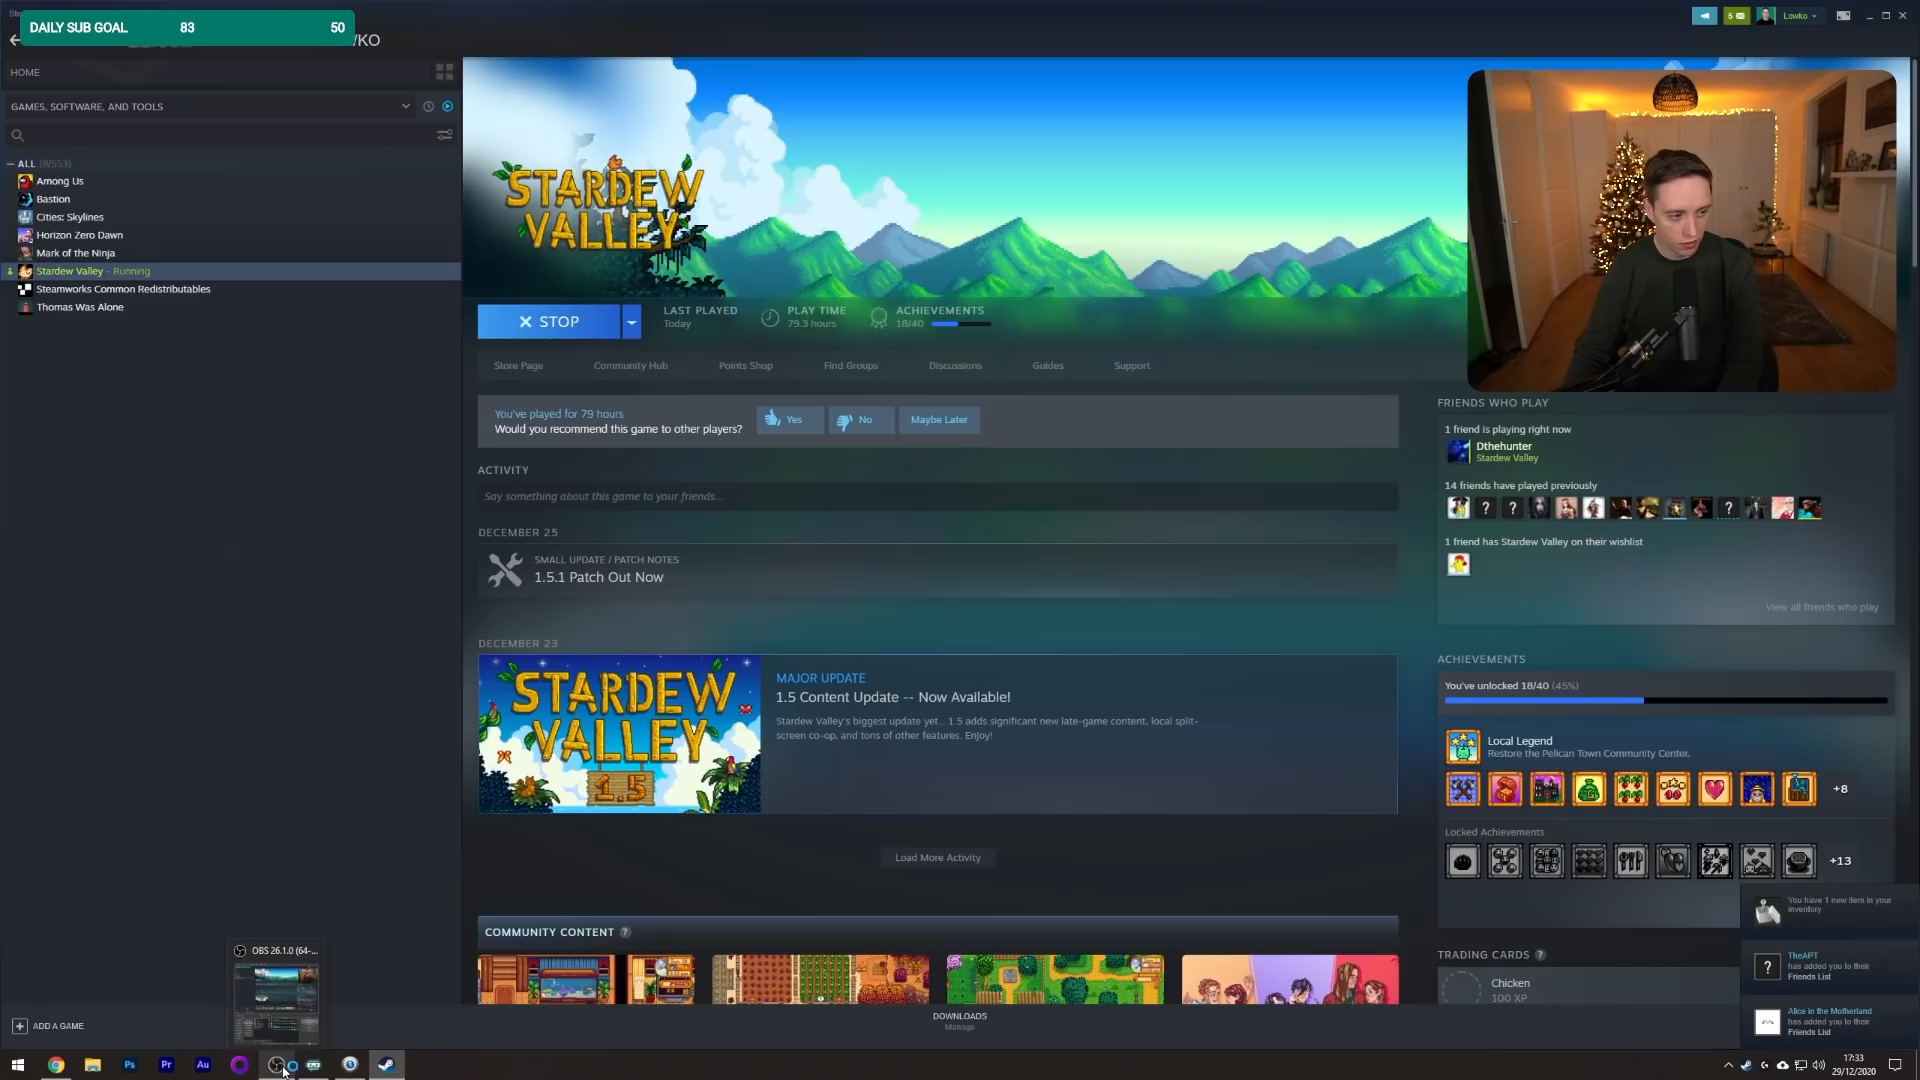 DAILY SUB GOAL 83 50
KO
5
Lowko
HOME
GAMES, SOFTWARE, AND TOOLS
ALL (8/553)
Among Us
Bastion
Cities: Skylines
Horizon Zero Dawn
Mark of the Ninja
Stardew Valley - Running
Steamworks Common Redistributables
Thomas Was Alone
STARDEW
VALLEY
STOP
LAST PLAYED
Today
PLAY TIME
79.3 hours
ACHIEVEMENTS
18/40
Store Page
Community Hub
Points Shop
Find Groups
Discussions
Guides
Support
You've played for 79 hours
Would you recommend this game to other players?
Yes
No
Maybe Later
ACTIVITY
Say something about this game to your friends...
DECEMBER 25
SMALL UPDATE / PATCH NOTES
1.5.1 Patch Out Now
DECEMBER 23
STARDEW
VALLEY
1.5
MAJOR UPDATE
1.5 Content Update -- Now Available!
Stardew Valley's biggest update yet... 1.5 adds significant new late-game content, local split-
screen co-op, and tons of other features. Enjoy!
Load More Activity
COMMUNITY CONTENT ?
FRIENDS WHO PLAY
1 friend is playing right now
Dthehunter
Stardew Valley
14 friends have played previously
1 friend has Stardew Valley on their wishlist
View all friends who play
ACHIEVEMENTS
You've unlocked 18/40 (45%)
Local Legend
Restore the Pelican Town Community Center.
+8
Locked Achievements
+13
TRADING CARDS ?
Chicken
100 XP
You have 1 new item in your
inventory
TheAPT
has added you to their
Friends List
Alice in the Motherland
has added you to their
Friends List
OBS 26.1.0 (64-...
ADD A GAME
DOWNLOADS
Manage
Ps
Pr
Au
17:33
29/12/2020